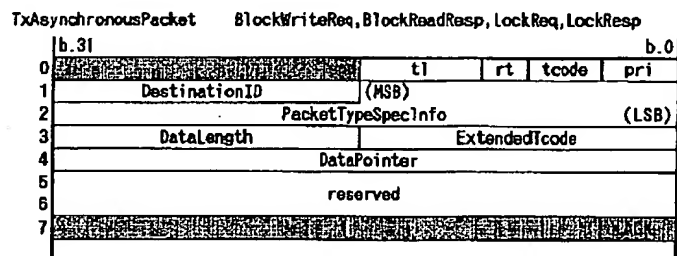 TxAsynchronousPacket BlockWriteReq,BlockReadResp,LockReq,LockResp
b.31 b.0
0 tl rt tcode pri
1 DestinationID (MSB)
2 PacketTypeSpecInfo (LSB)
3 DataLength ExtendedTcode
4 DataPointer
5
reserved
6
7